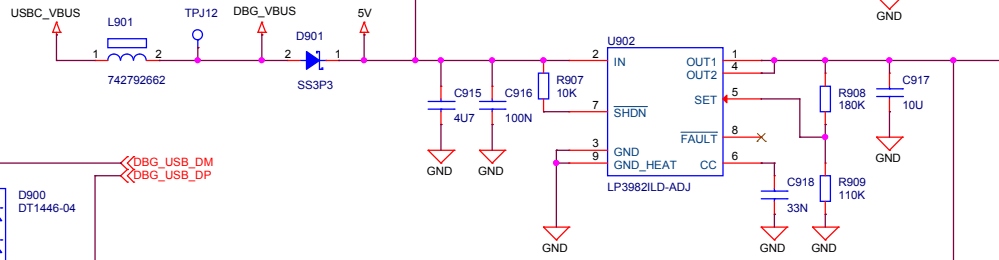 GND
USBC_VBUS
L901
TPJ12
DBG_VBUS
5V
1
2
742792662
D901
2
1
SS3P3
U902
2
IN
OUT1
1
OUT2
4
C915
4U7
C916
100N
R907
10K
7
SHDN
SET
5
R908
180K
C917
10U
FAULT
8
3
GND
9
GND_HEAT
CC
6
LP3982ILD-ADJ
C918
33N
R909
110K
GND
GND
GND
GND
GND
GND
DBG_USB_DM
DBG_USB_DP
D900
DT1446-04